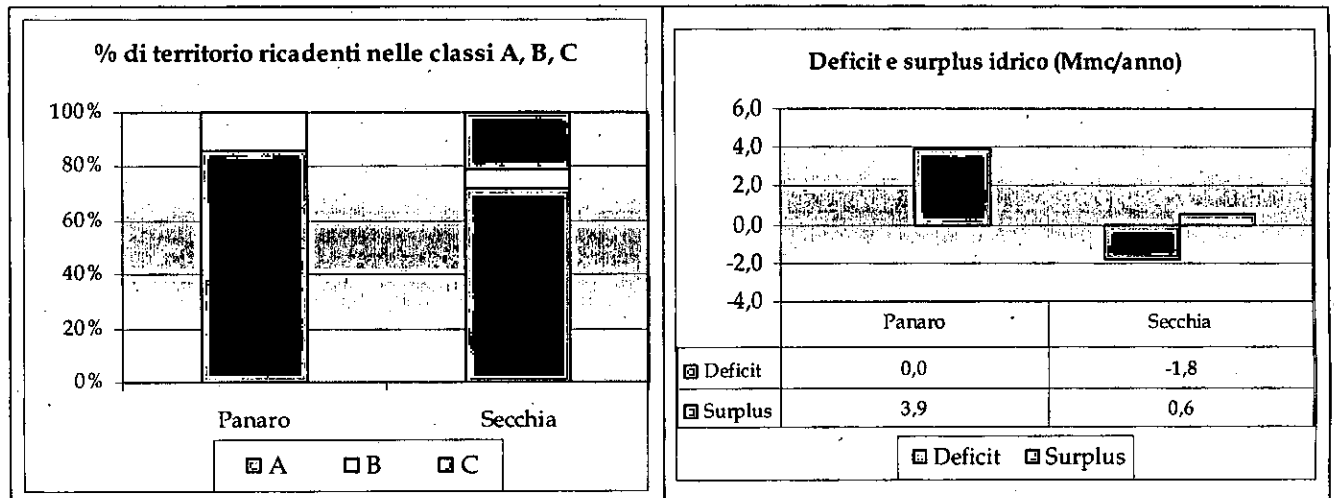 % di territorio ricadenti nelle classi A, B, C
100%
80%
60%
40%
20%
0%
Panaro Secchia
A B C
Deficit e surplus idrico (Mmc/anno)
6,0
4,0
2,0
0,0
-2,0
-4,0
Panaro Secchia
Deficit 0,0 -1,8
Surplus 3,9 0,6
Deficit Surplus